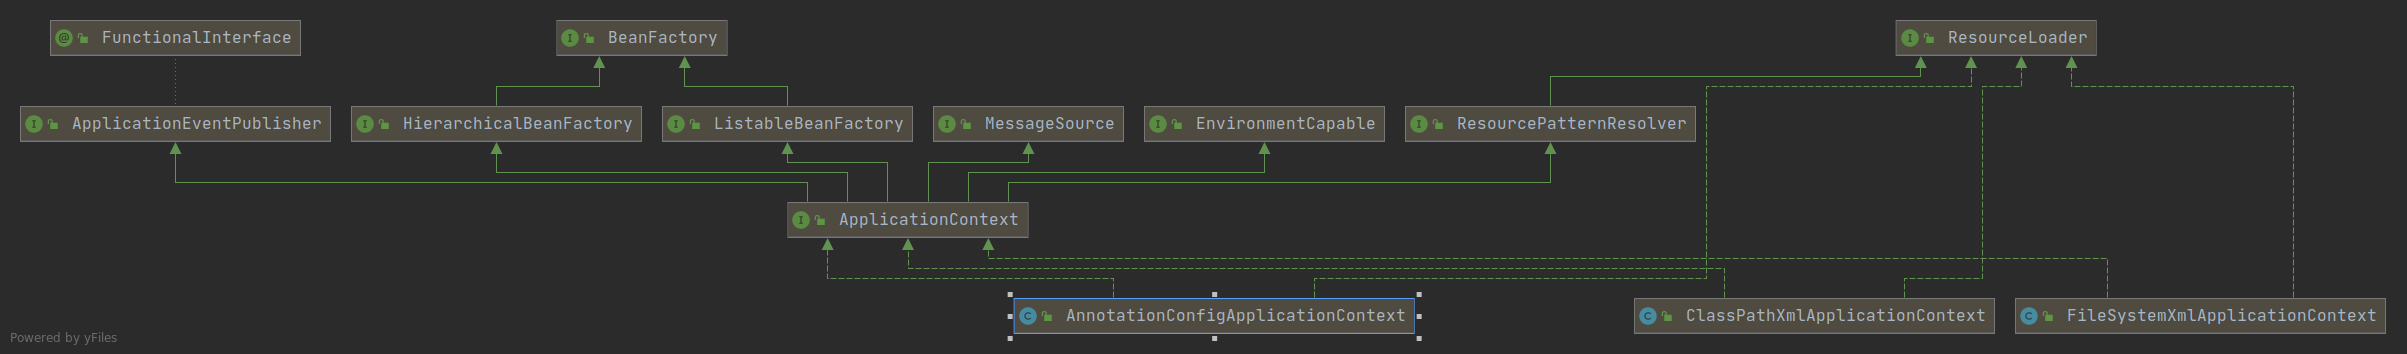 @ FunctionalInterface
I BeanFactory
I ResourceLoader
I ApplicationEventPublisher
I HierarchicalBeanFactory
I ListableBeanFactory
I MessageSource
I EnvironmentCapable
I ResourcePatternResolver
I ApplicationContext
C AnnotationConfigApplicationContext
C ClassPathXmlApplicationContext
C FileSystemXmlApplicationContext
Powered by yFiles